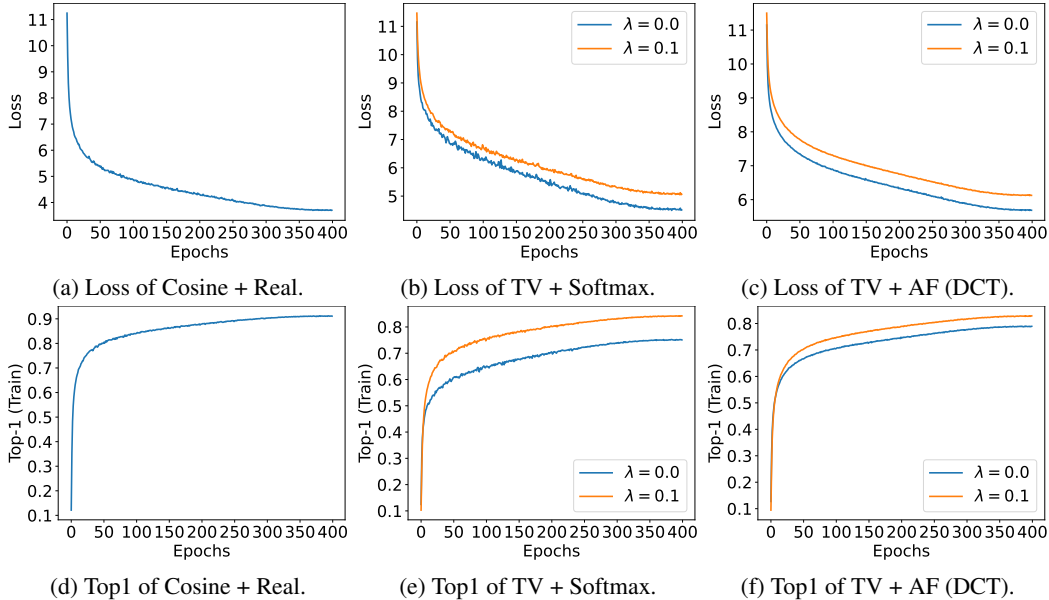 11
10
9
8
7
6
5
4
Loss
0 50 100 150 200 250 300 350 400
Epochs
(a) Loss of Cosine + Real.
11
10
9
8
7
6
5
Loss
λ = 0.0
λ = 0.1
0 50 100 150 200 250 300 350 400
Epochs
(b) Loss of TV + Softmax.
11
10
9
8
7
6
Loss
λ = 0.0
λ = 0.1
0 50 100 150 200 250 300 350 400
Epochs
(c) Loss of TV + AF (DCT).
0.9
0.8
0.7
0.6
0.5
0.4
0.3
0.2
0.1
Top-1 (Train)
0 50 100 150 200 250 300 350 400
Epochs
(d) Top1 of Cosine + Real.
0.8
0.7
0.6
0.5
0.4
0.3
0.2
0.1
Top-1 (Train)
λ = 0.0
λ = 0.1
0 50 100 150 200 250 300 350 400
Epochs
(e) Top1 of TV + Softmax.
0.8
0.7
0.6
0.5
0.4
0.3
0.2
0.1
Top-1 (Train)
λ = 0.0
λ = 0.1
0 50 100 150 200 250 300 350 400
Epochs
(f) Top1 of TV + AF (DCT).